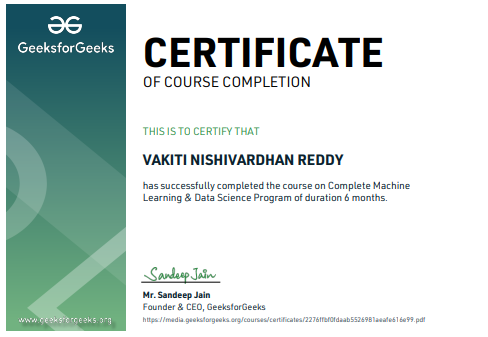 GeeksforGeeks
CERTIFICATE
OF COURSE COMPLETION
THIS IS TO CERTIFY THAT
VAKITI NISHIVARDHAN REDDY
has successfully completed the course on Complete Machine
Learning & Data Science Program of duration 6 months.
Sandeep Jain
Mr. Sandeep Jain
Founder & CEO, GeeksforGeeks
www.geeksforgeeks.org
https://media.geeksforgeeks.org/courses/certificates/2276ffbf0fdaab5526981aeafe616e99.pdf